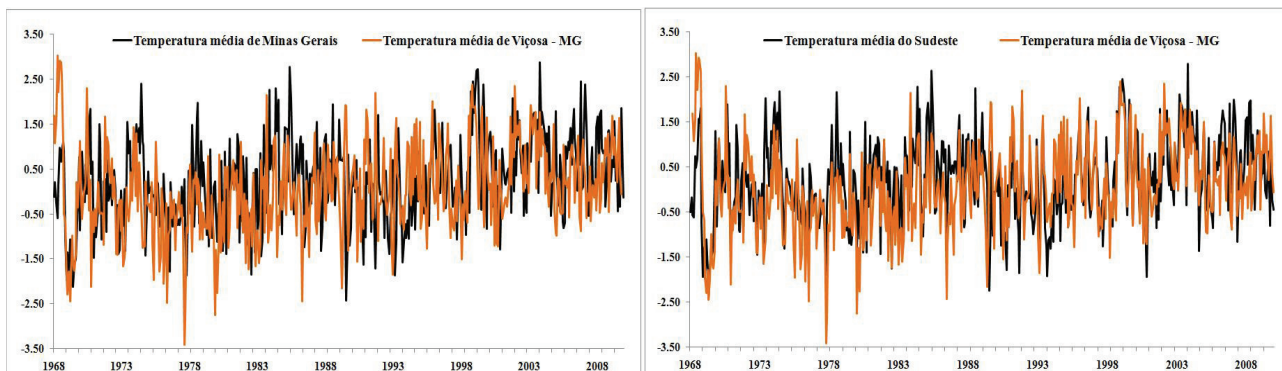 3.50
Temperatura média de Minas Gerais
Temperatura média de Viçosa - MG
2.50
1.50
0.50
-0.50
-1.50
-2.50
-3.50
1968 1973 1978 1983 1988 1993 1998 2003 2008
3.50
Temperatura média do Sudeste
Temperatura média de Viçosa - MG
2.50
1.50
0.50
-0.50
-1.50
-2.50
-3.50
1968 1973 1978 1983 1988 1993 1998 2003 2008